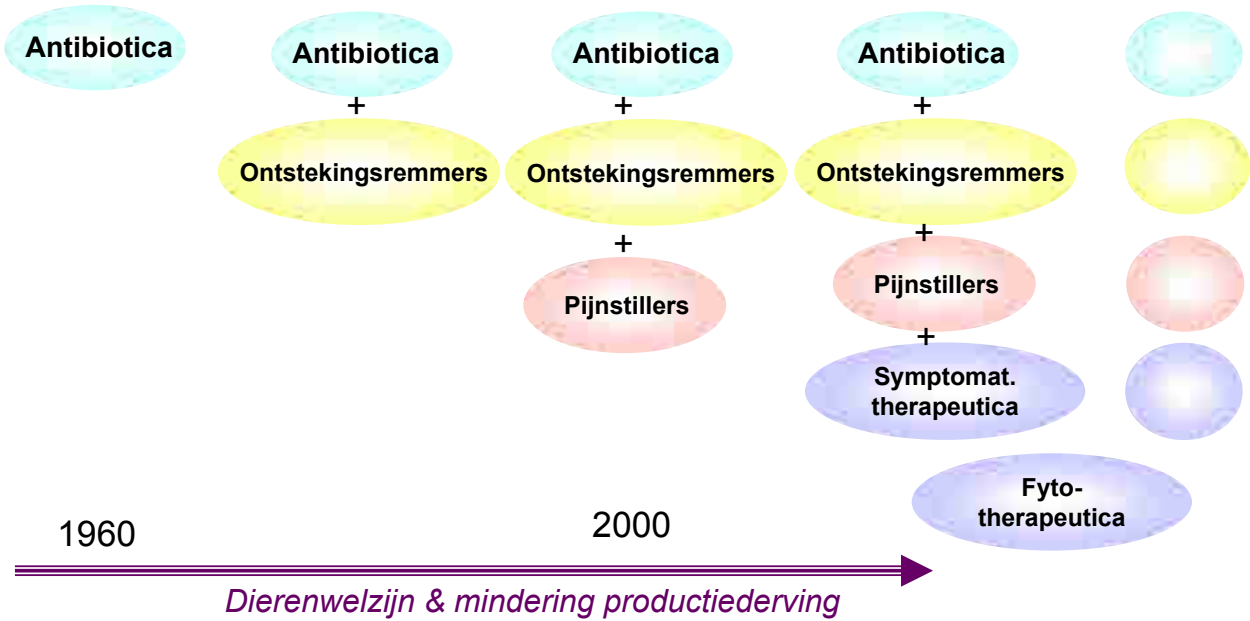 Antibiotica
Antibiotica
Antibiotica
Antibiotica
+
+
+
Ontstekingsremmers
Ontstekingsremmers
Ontstekingsremmers
+
+
Pijnstillers
Pijnstillers
+
Symptomat.
therapeutica
Fyto-
therapeutica
1960
2000
Dierenwelzijn & mindering productiederving